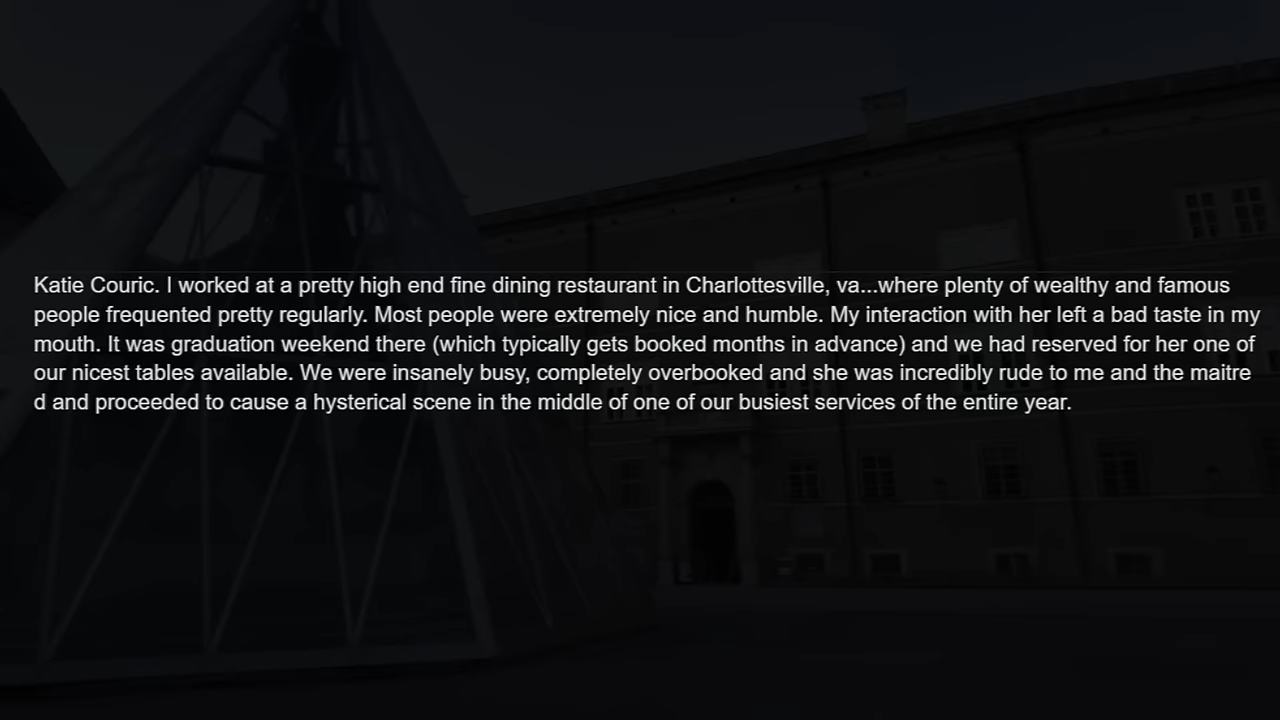 Katie Couric. I worked at a pretty high end fine dining restaurant in Charlottesville, va...where plenty of wealthy and famous
people frequented pretty regularly. Most people were extremely nice and humble. My interaction with her left a bad taste in my
mouth. It was graduation weekend there (which typically gets booked months in advance) and we had reserved for her one of
our nicest tables available. We were insanely busy, completely overbooked and she was incredibly rude to me and the maitre
d and proceeded to cause a hysterical scene in the middle of one of our busiest services of the entire year.